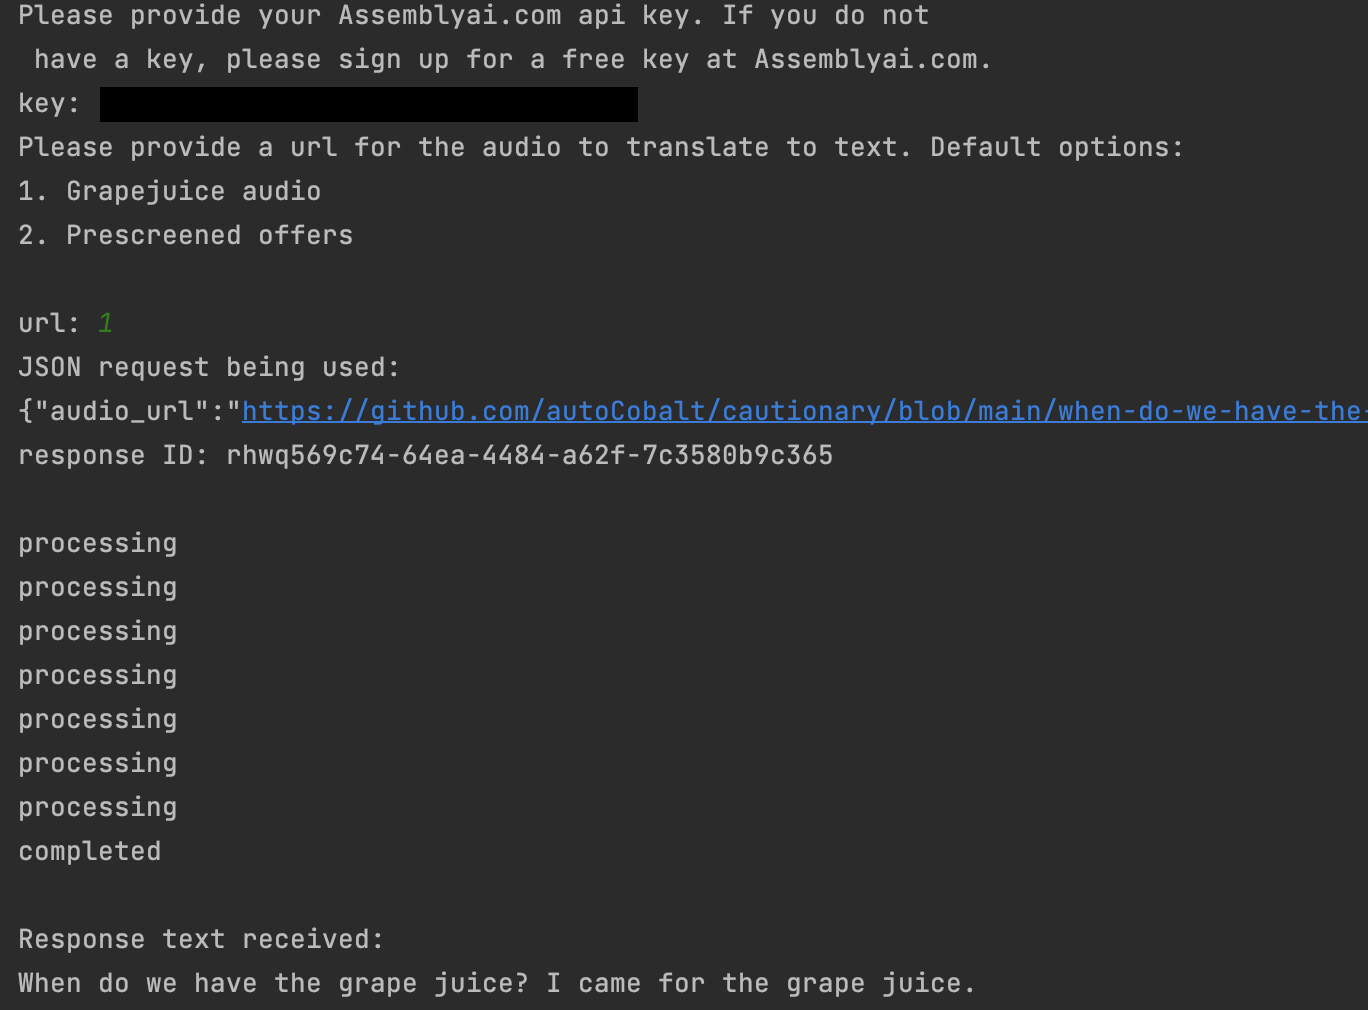 Please provide your Assemblyai.com api key. If you do not
have a key, please sign up for a free key at Assemblyai.com.
key:
Please provide a url for the audio to translate to text. Default options:
1. Grapejuice audio
2. Prescreened offers
url: 1
JSON request being used:
{"audio_url":"https://github.com/autoCobalt/cautionary/blob/main/when-do-we-have-the-
response ID: rhwq569c74-64ea-4484-a62f-7c3580b9c365
processing
processing
processing
processing
processing
processing
processing
completed
Response text received:
When do we have the grape juice? I came for the grape juice.